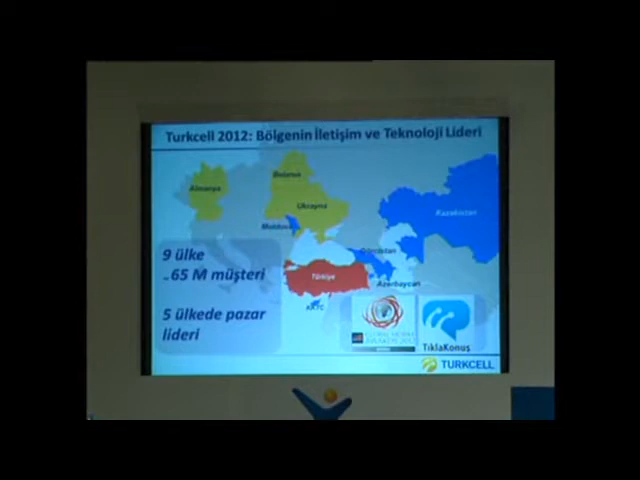 Turkcell 2012: Bölgenin İletişim ve Teknoloji Lideri
Almanya
Belarus
Ukrayna
Moldova
Kazakistan
Gürcistan
Türkiye
Azerbaycan
KKTC
9 ülke
~65 M müşteri
5 ülkede pazar
lideri
TıklaKonuş
TURKCELL